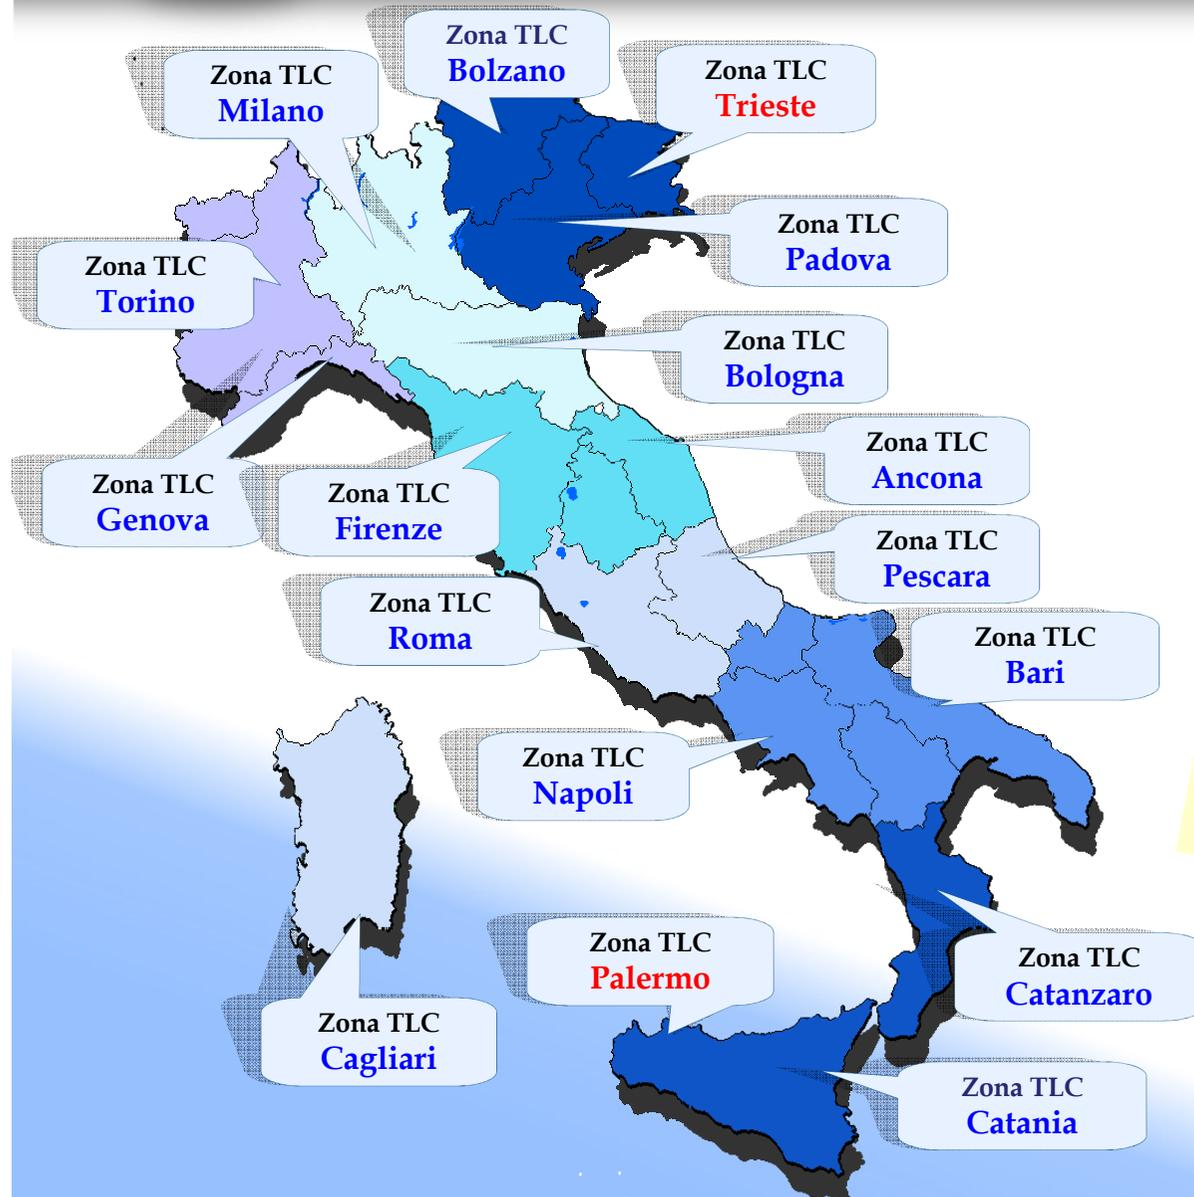 Zona TLC
Bolzano
Zona TLC
Milano
Zona TLC
Trieste
Zona TLC
Padova
Zona TLC
Torino
Zona TLC
Bologna
Zona TLC
Ancona
Zona TLC
Genova
Zona TLC
Firenze
Zona TLC
Pescara
Zona TLC
Roma
Zona TLC
Bari
Zona TLC
Napoli
Zona TLC
Palermo
Zona TLC
Catanzaro
Zona TLC
Cagliari
Zona TLC
Catania